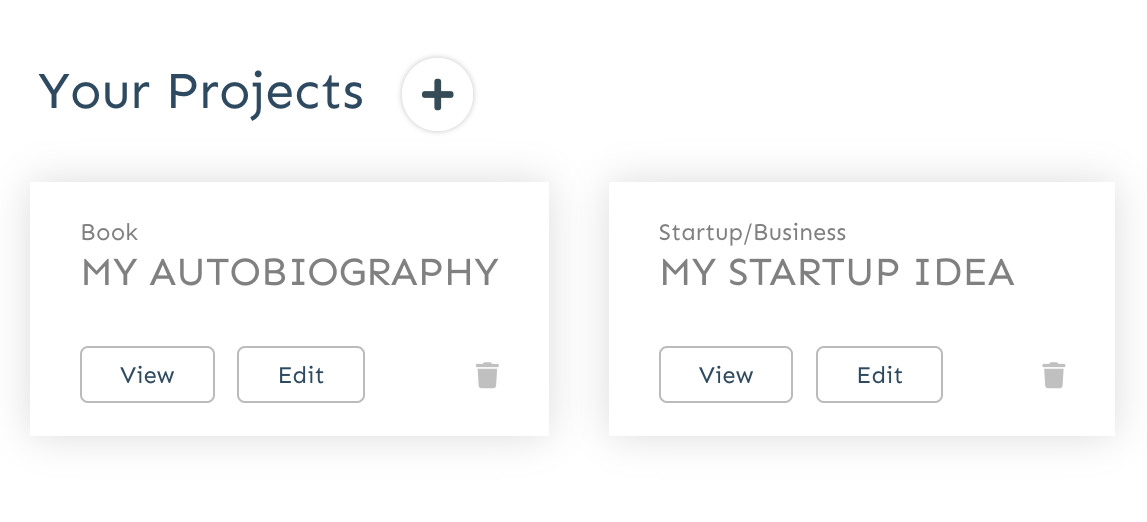 Your Projects
Book
MY AUTOBIOGRAPHY
View Edit
Startup/Business
MY STARTUP IDEA
View Edit